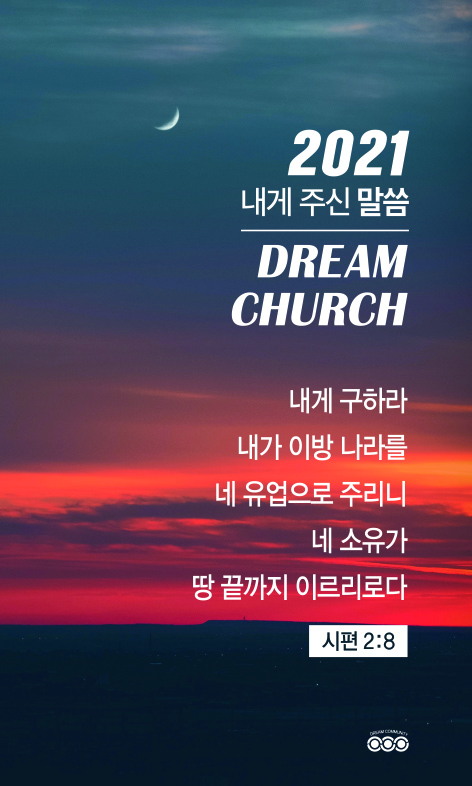 2021
내게 주신 말씀
DREAM
CHURCH
내게 구하라
내가 이방 나라를
네 유업으로 주리니
네 소유가
땅 끝까지 이르리로다
시편 2:8
DREAM COMMUNITY